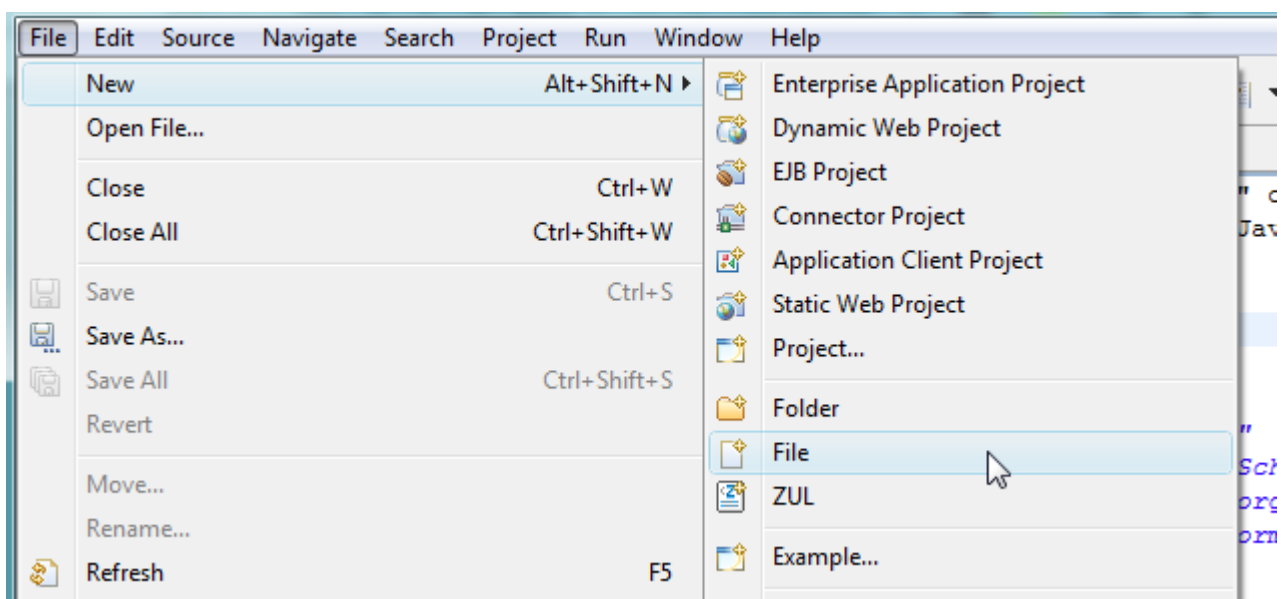 File Edit Source Navigate Search Project Run Window Help
New Alt+Shift+N
Open File...
Close Ctrl+W
Close All Ctrl+Shift+W
Save Ctrl+S
Save As...
Save All Ctrl+Shift+S
Revert
Move...
Rename...
Refresh F5
Enterprise Application Project
Dynamic Web Project
EJB Project
Connector Project
Application Client Project
Static Web Project
Project...
Folder
File
ZUL
Example...